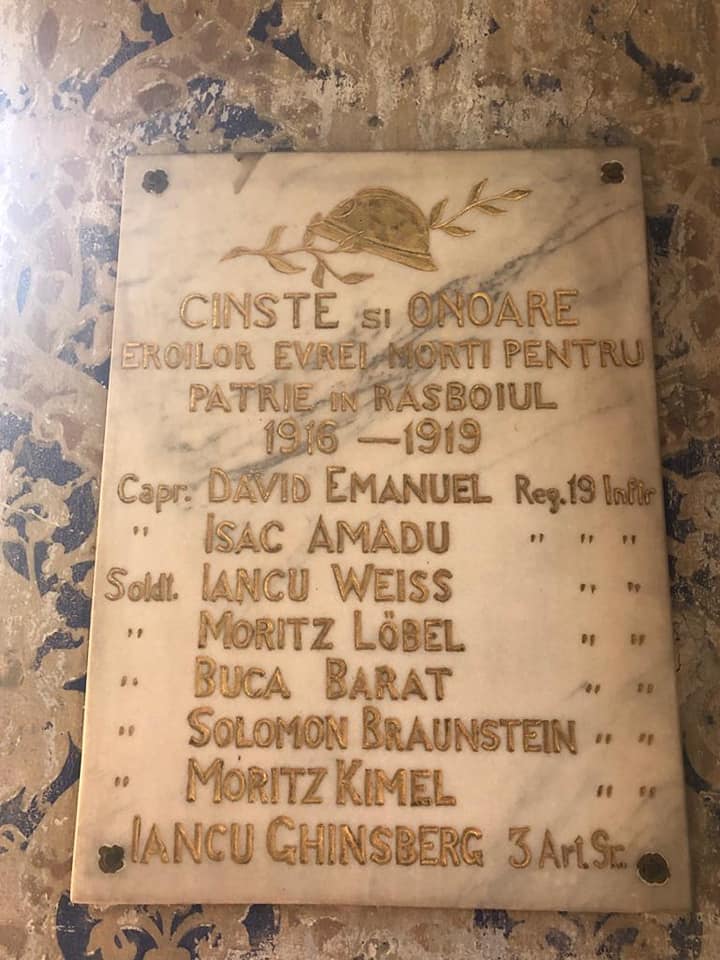 CINSTE SI ONOARE
EROILOR EVREI MORTI PENTRU
PATRIE IN RASBOIUL
1916 — 1919
Capr. DAVID EMANUEL Reg. 19 Inftr
" ISAC AMADU " " "
Soldt. IANCU WEISS " "
" MORITZ LÖBEL " "
" BUCA BARAT " "
" SOLOMON BRAUNSTEIN " "
" MORITZ KIMEL " "
IANCU GHINSBERG 3 Art. Gr.